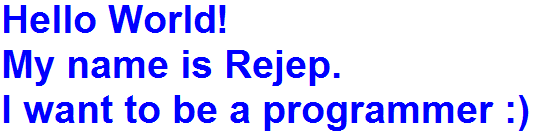 Hello World!
My name is Rejep.
I want to be a programmer :)